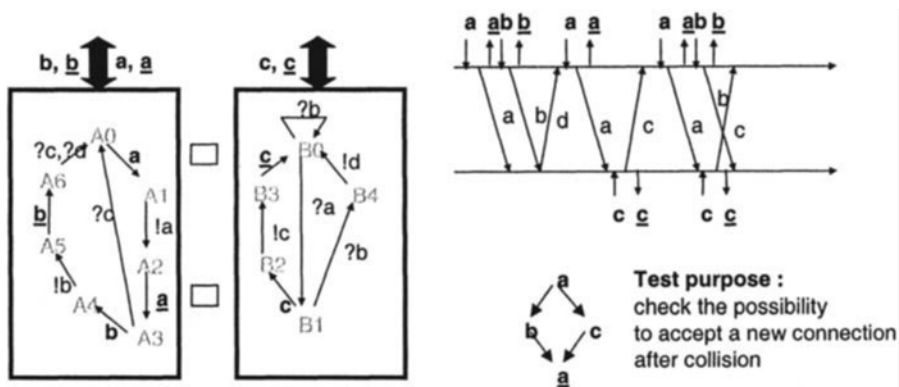 b, b a, a
c, c
A0
?c,?d
a
A6
A1
?c
!a
b
A5
A2
!b
A4
a
b
A3
?b
B0
c
!d
B3
B4
?a
!c
?b
B2
c
B1
a ab b a a a ab b
a b d a c a b c
c c c c
a
b c
a
Test purpose :
check the possibility
to accept a new connection
after collision